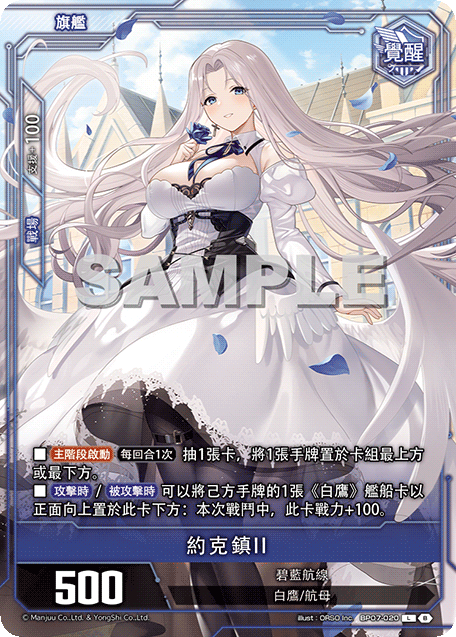 旗艦
覺醒
支援+100
戰場
SAMPLE
■ 主階段啟動 每回合1次 抽1張卡，將1張手牌置於卡組最上方
或最下方。
■ 攻擊時 / 被攻擊時 可以將己方手牌的1張《白鷹》艦船卡以
正面向上置於此卡下方：本次戰鬥中，此卡戰力+100。
約克鎮II
500
碧藍航線
白鷹/航母
© Manjuu Co.,Ltd. & YongShi Co.,Ltd. illust：ORSO Inc. BP07-020 L